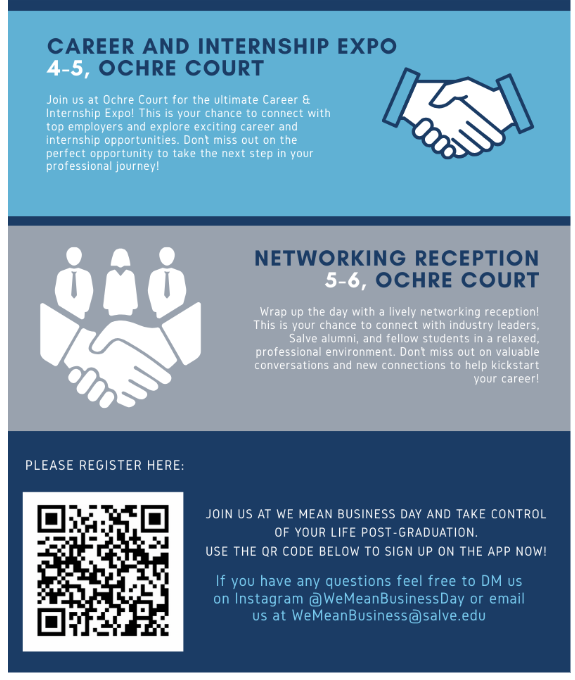 CAREER AND INTERNSHIP EXPO
4-5, OCHRE COURT
Join us at Ochre Court for the ultimate Career &
Internship Expo! This is your chance to connect with
top employers and explore exciting career and
internship opportunities. Don't miss out on the
perfect opportunity to take the next step in your
professional journey!
NETWORKING RECEPTION
5-6, OCHRE COURT
Wrap up the day with a lively networking reception!
This is your chance to connect with industry leaders,
Salve alumni, and fellow students in a relaxed,
professional environment. Don't miss out on valuable
conversations and new connections to help kickstart
your career!
PLEASE REGISTER HERE:
JOIN US AT WE MEAN BUSINESS DAY AND TAKE CONTROL
OF YOUR LIFE POST-GRADUATION.
USE THE QR CODE BELOW TO SIGN UP ON THE APP NOW!
If you have any questions feel free to DM us
on Instagram @WeMeanBusinessDay or email
us at WeMeanBusiness@salve.edu